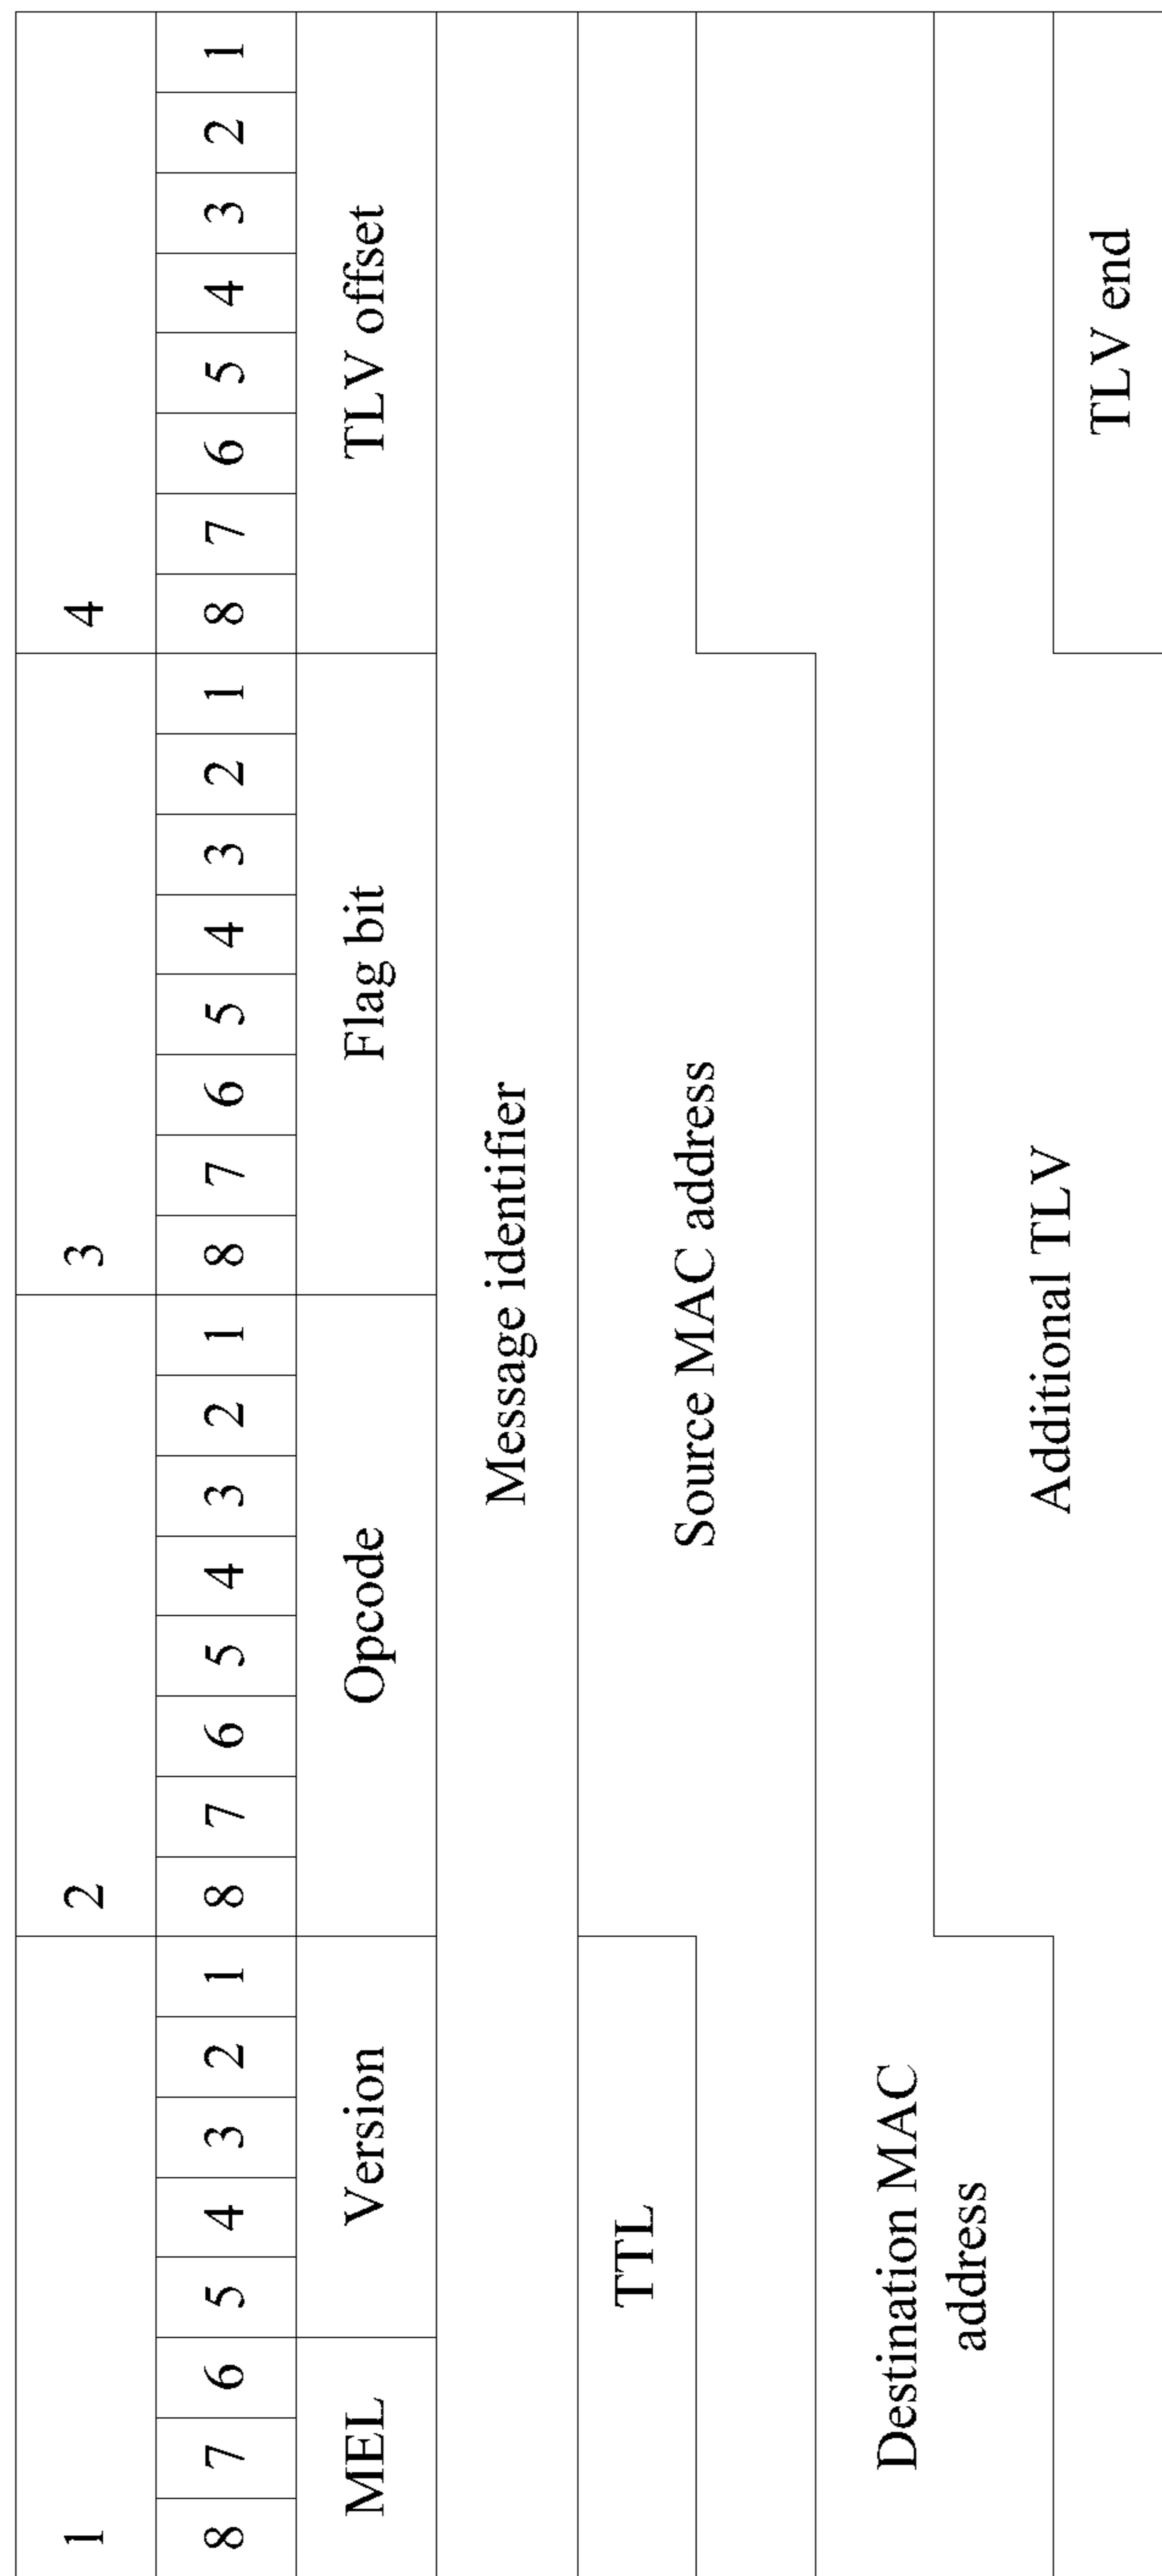 1 2 3 4
8 7 6 5 4 3 2 1 8 7 6 5 4 3 2 1 8 7 6 5 4 3 2 1 8 7 6 5 4 3 2 1
MEL Version Opcode Flag bit TLV offset
Message identifier
TTL
Source MAC address
Destination MAC
address
Additional TLV
TLV end